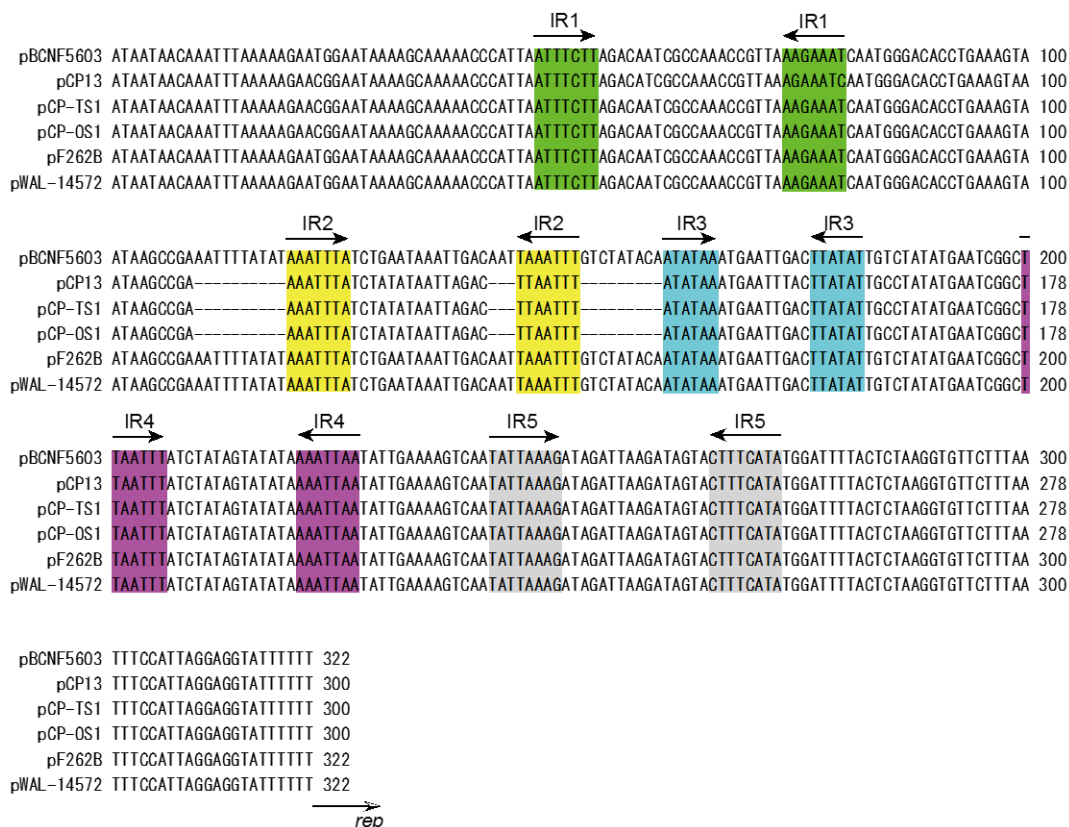 IR1 IR1
pBCNF5603 ATAATAACAAATTTAAAAAGAATGGAATAAAAGCAAAAACCCATTAATTTCTTAGACAATCGCCAAACCGTTAAAGAAATCAATGGGACACCTGAAAGTA 100
pCP13 ATAATAACAAATTTAAAAAGAACGGAATAAAAGCAAAAACCCATTAATTTCTTAGACATCGCCAAACCGTTAAAGAAATCAATGGGACACCTGAAAGTAA 100
pCP-TS1 ATAATAACAAATTTAAAAAGAACGGAATAAAAGCAAAAACCCATTAATTTCTTAGACAATCGCCAAACCGTTAAAGAAATCAATGGGACACCTGAAAGTA 100
pCP-OS1 ATAATAACAAATTTAAAAAGAACGGAATAAAAGCAAAAACCCATTAATTTCTTAGACAATCGCCAAACCGTTAAAGAAATCAATGGGACACCTGAAAGTA 100
pF262B ATAATAACAAATTTAAAAAGAATGGAATAAAAGCAAAAACCCATTAATTTCTTAGACAATCGCCAAACCGTTAAAGAAATCAATGGGACACCTGAAAGTA 100
pWAL-14572 ATAATAACAAATTTAAAAAGAATGGAATAAAAGCAAAAACCCATTAATTTCTTAGACAATCGCCAAACCGTTAAAGAAATCAATGGGACACCTGAAAGTA 100
IR2 IR2 IR3 IR3
pBCNF5603 ATAAGCCGAAATTTTATATAAATTTATCTGAATAAATTGACAATTAAATTTGTCTATACAATATAAATGAATTGACTTATATTGTCTATATGAATCGGCT 200
pCP13 ATAAGCCGA----------AAATTTATCTATATAATTAGAC---TTAATTT---------ATATAAATGAATTTACTTATATTGCCTATATGAATCGGCT 178
pCP-TS1 ATAAGCCGA----------AAATTTATCTATATAATTAGAC---TTAATTT---------ATATAAATGAATTGACTTATATTGCCTATATGAATCGGCT 178
pCP-OS1 ATAAGCCGA----------AAATTTATCTATATAATTAGAC---TTAATTT---------ATATAAATGAATTGACTTATATTGCCTATATGAATCGGCT 178
pF262B ATAAGCCGAAATTTTATATAAATTTATCTGAATAAATTGACAATTAAATTTGTCTATACAATATAAATGAATTGACTTATATTGTCTATATGAATCGGCT 200
pWAL-14572 ATAAGCCGAAATTTTATATAAATTTATCTGAATAAATTGACAATTAAATTTGTCTATACAATATAAATGAATTGACTTATATTGTCTATATGAATCGGCT 200
IR4 IR4 IR5 IR5
pBCNF5603 TAATTTATCTATAGTATATAAAATTAATATTGAAAAGTCAATATTAAAGATAGATTAAGATAGTACTTTCATATGGATTTTACTCTAAGGTGTTCTTTAA 300
pCP13 TAATTTATCTATAGTATATAAAATTAATATTGAAAAGTCAATATTAAAGATAGATTAAGATAGTACTTTCATATGGATTTTACTCTAAGGTGTTCTTTAA 278
pCP-TS1 TAATTTATCTATAGTATATAAAATTAATATTGAAAAGTCAATATTAAAGATAGATTAAGATAGTACTTTCATATGGATTTTACTCTAAGGTGTTCTTTAA 278
pCP-OS1 TAATTTATCTATAGTATATAAAATTAATATTGAAAAGTCAATATTAAAGATAGATTAAGATAGTACTTTCATATGGATTTTACTCTAAGGTGTTCTTTAA 278
pF262B TAATTTATCTATAGTATATAAAATTAATATTGAAAAGTCAATATTAAAGATAGATTAAGATAGTACTTTCATATGGATTTTACTCTAAGGTGTTCTTTAA 300
pWAL-14572 TAATTTATCTATAGTATATAAAATTAATATTGAAAAGTCAATATTAAAGATAGATTAAGATAGTACTTTCATATGGATTTTACTCTAAGGTGTTCTTTAA 300
pBCNF5603 TTTCCATTAGGAGGTATTTTTT 322
pCP13 TTTCCATTAGGAGGTATTTTTT 300
pCP-TS1 TTTCCATTAGGAGGTATTTTTT 300
pCP-OS1 TTTCCATTAGGAGGTATTTTTT 300
pF262B TTTCCATTAGGAGGTATTTTTT 322
pWAL-14572 TTTCCATTAGGAGGTATTTTTT 322
rep